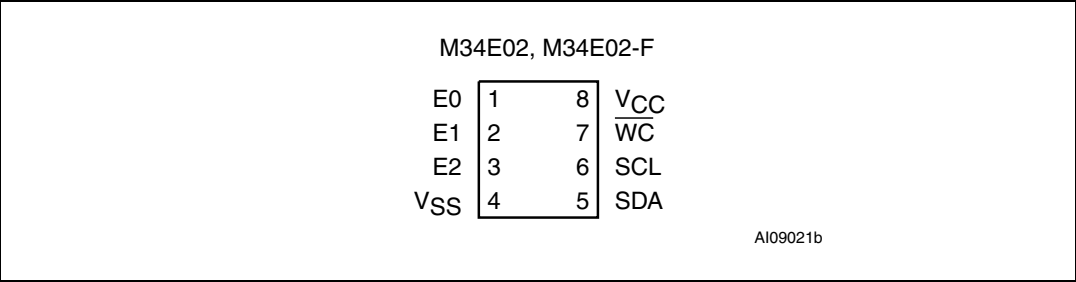 M34E02, M34E02-F
E0 1 8 VCC
E1 2 7 WC
E2 3 6 SCL
VSS 4 5 SDA
AI09021b